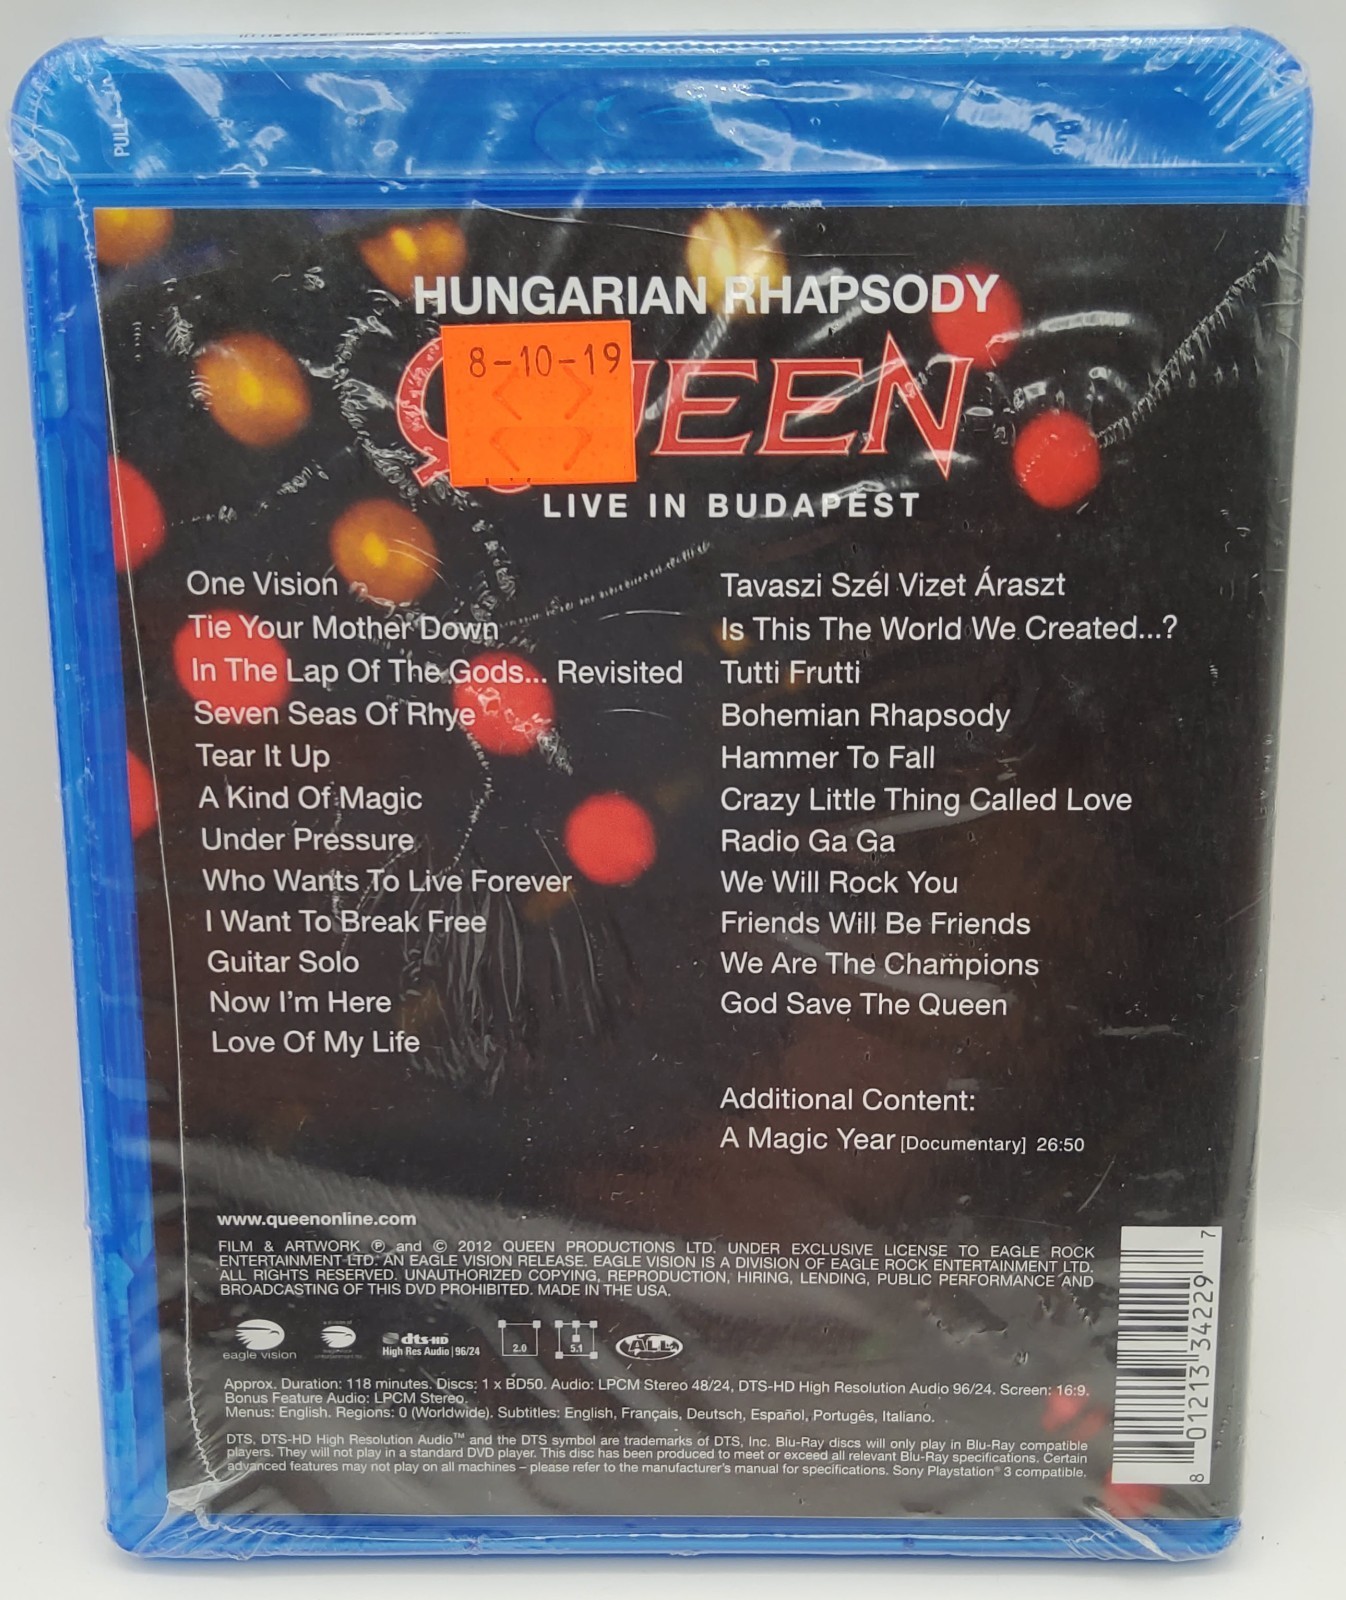 PULL
HUNGARIAN RHAPSODY
8-10-19
QUEEN
LIVE IN BUDAPEST
One Vision
Tie Your Mother Down
In The Lap Of The Gods... Revisited
Seven Seas Of Rhye
Tear It Up
A Kind Of Magic
Under Pressure
Who Wants To Live Forever
I Want To Break Free
Guitar Solo
Now I'm Here
Love Of My Life
Tavaszi Szél Vizet Áraszt
Is This The World We Created...?
Tutti Frutti
Bohemian Rhapsody
Hammer To Fall
Crazy Little Thing Called Love
Radio Ga Ga
We Will Rock You
Friends Will Be Friends
We Are The Champions
God Save The Queen
Additional Content:
A Magic Year [Documentary] 26:50
www.queenonline.com
FILM & ARTWORK ℗ and © 2012 QUEEN PRODUCTIONS LTD. UNDER EXCLUSIVE LICENSE TO EAGLE ROCK
ENTERTAINMENT LTD. AN EAGLE VISION RELEASE. EAGLE VISION IS A DIVISION OF EAGLE ROCK ENTERTAINMENT LTD.
ALL RIGHTS RESERVED. UNAUTHORIZED COPYING, REPRODUCTION, HIRING, LENDING, PUBLIC PERFORMANCE AND
BROADCASTING OF THIS DVD PROHIBITED. MADE IN THE USA.
eagle vision
dts-HD
High Res Audio | 96/24
2.0
5.1
ALL
Approx. Duration: 118 minutes. Discs: 1 x BD50. Audio: LPCM Stereo 48/24, DTS-HD High Resolution Audio 96/24. Screen: 16:9.
Bonus Feature Audio: LPCM Stereo.
Menus: English. Regions: 0 (Worldwide). Subtitles: English, Français, Deutsch, Español, Portugês, Italiano.
DTS, DTS-HD High Resolution Audio™ and the DTS symbol are trademarks of DTS, Inc. Blu-Ray discs will only play in Blu-Ray compatible
players. They will not play in a standard DVD player. This disc has been produced to meet or exceed all relevant Blu-Ray specifications. Certain
advanced features may not play on all machines – please refer to the manufacturer's manual for specifications. Sony Playstation® 3 compatible.
8 01213 34229 7